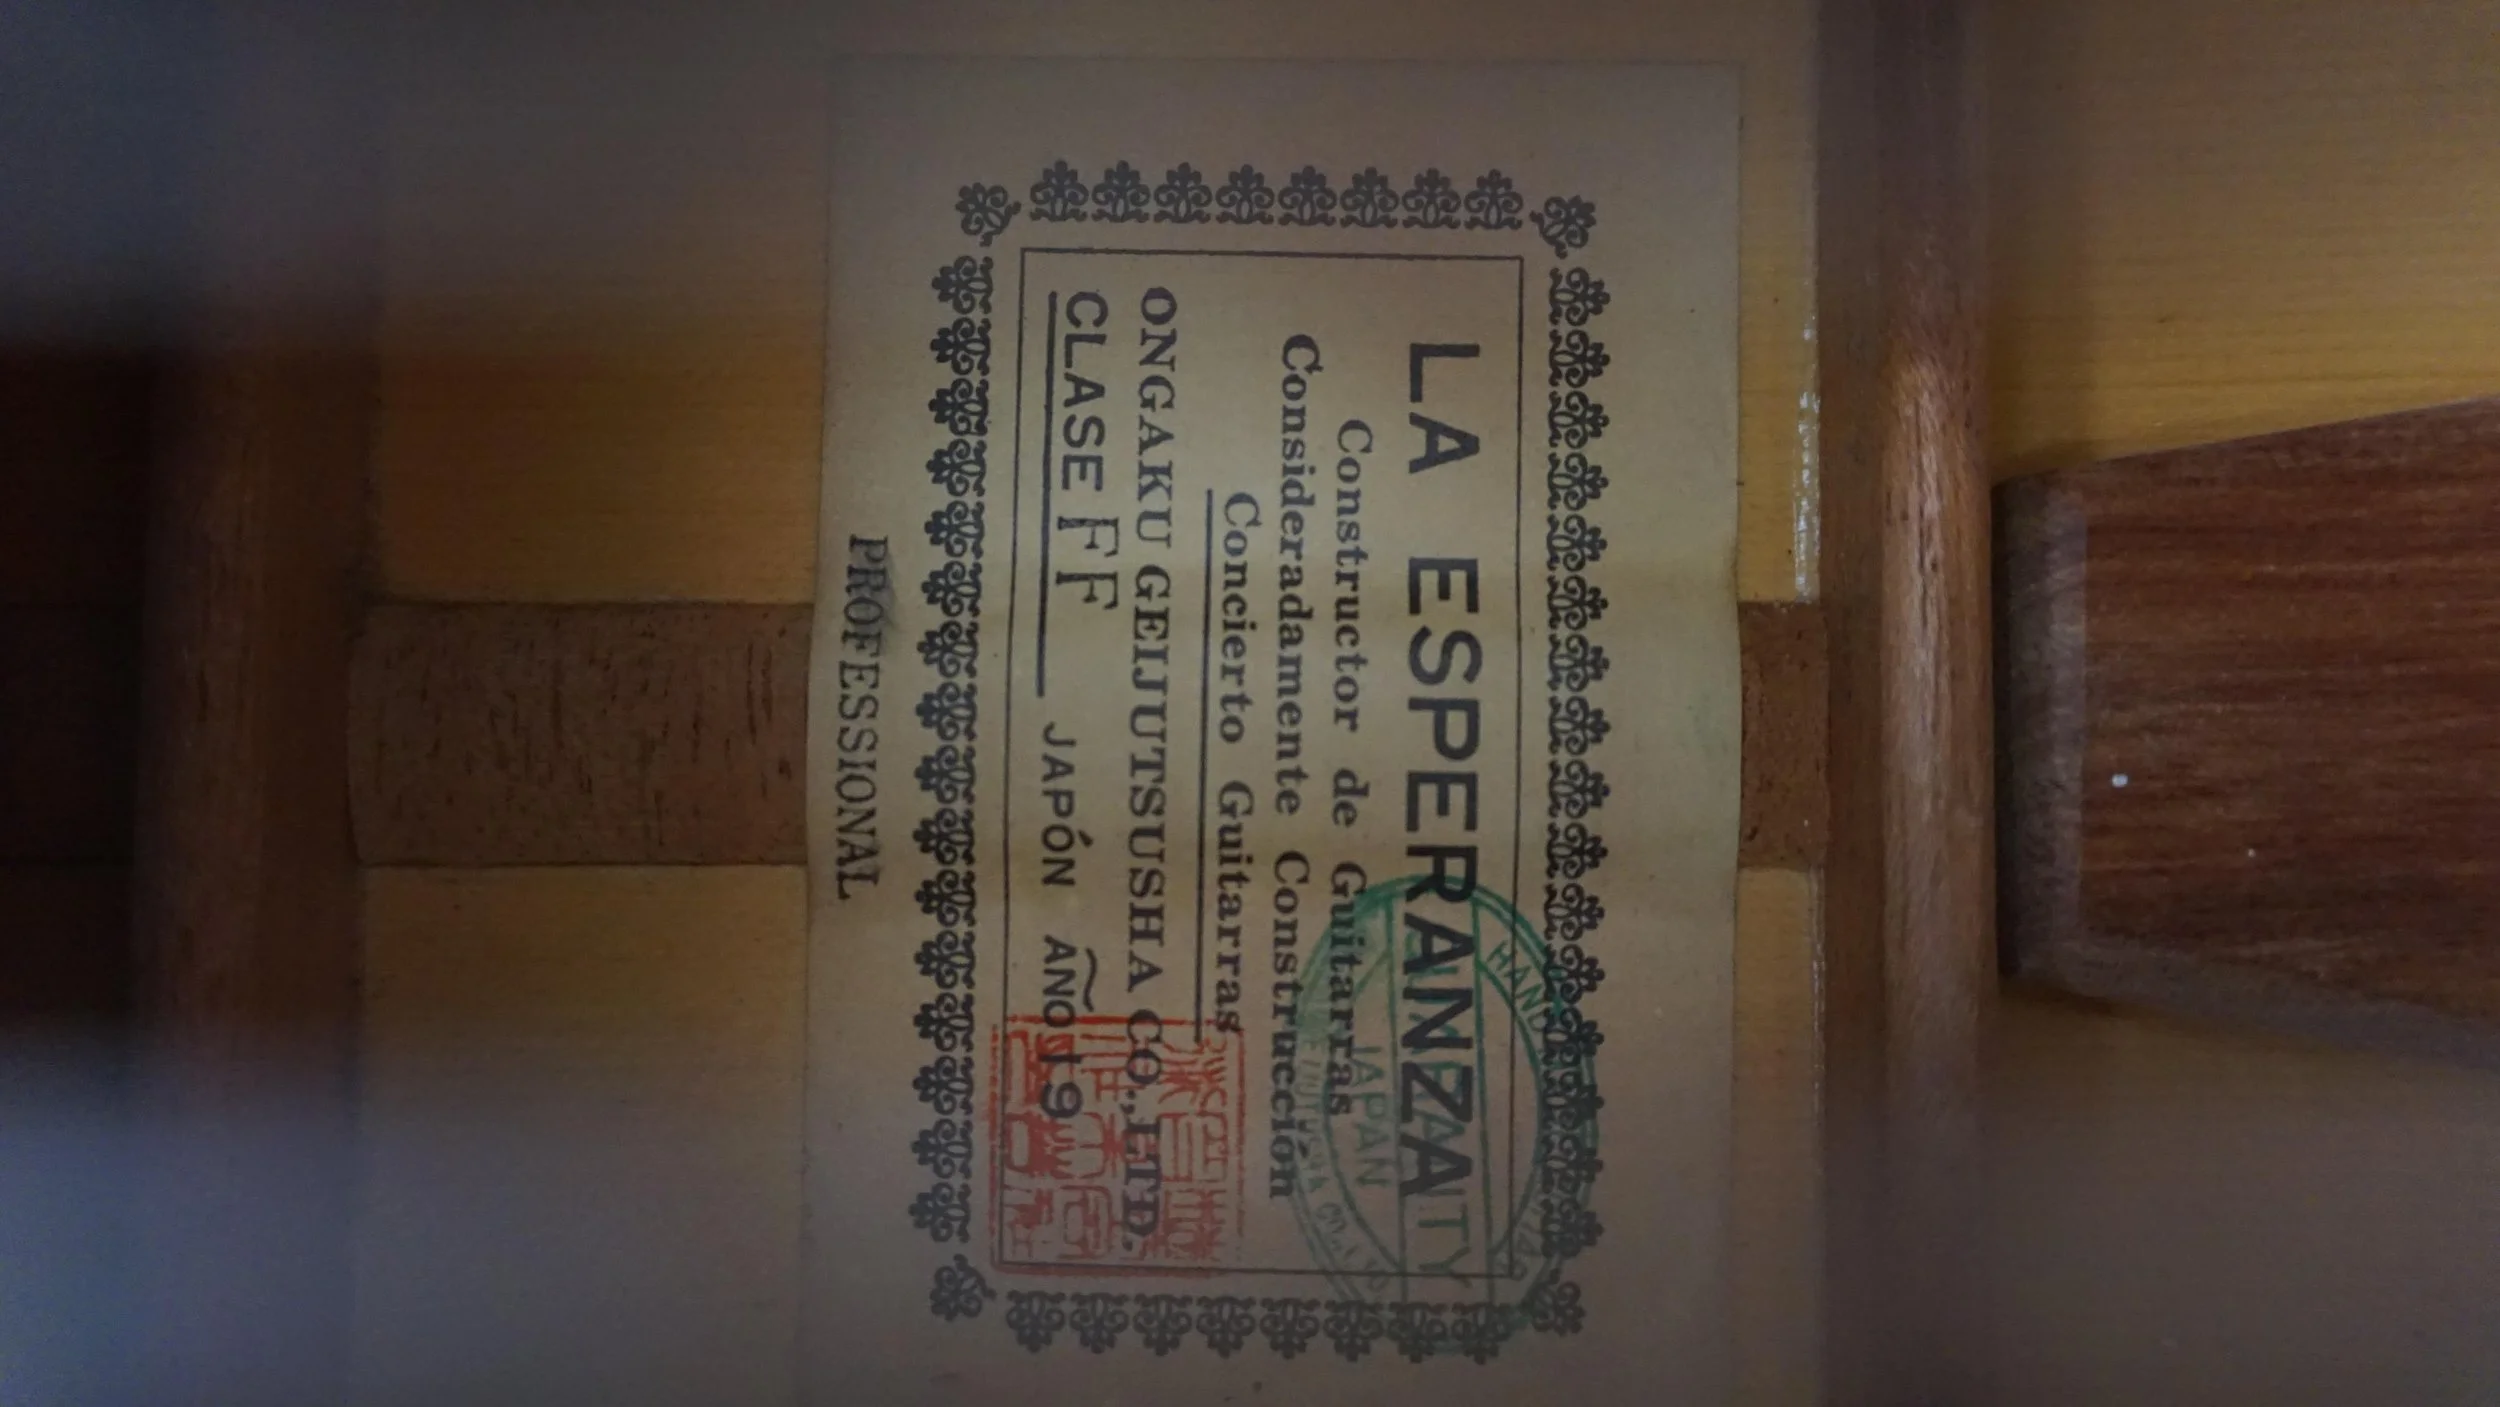 LA ESPERANZA
Constructor de Guitarras
Consideradamente Construcción
Concierto Guitarras
ONGAKU GEIJUTSUSHA CO., LTD.
CLASE FF JAPÓN AÑO 19
PROFESSIONAL
HAND
JAPAN